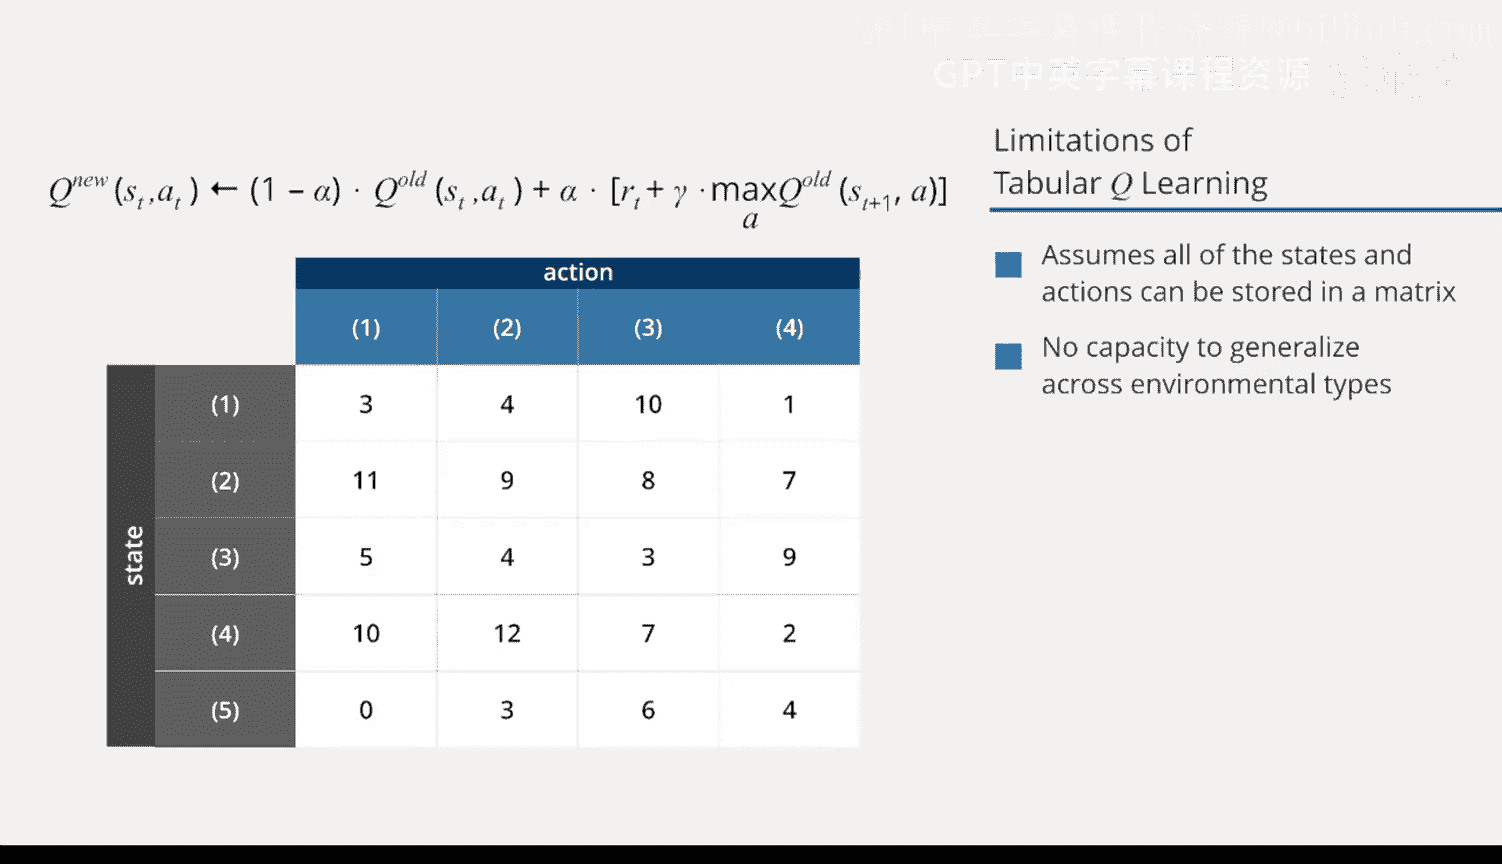 GPT中英字幕课程资源
Limitations of
Tabular Q Learning
Q^new (s_t, a_t) ← (1 – α) · Q^old (s_t, a_t) + α · [r_t + γ · max_a Q^old (s_t+1, a)]
Assumes all of the states and
actions can be stored in a matrix
No capacity to generalize
across environmental types
action
(1) (2) (3) (4)
state
(1) 3 4 10 1
(2) 11 9 8 7
(3) 5 4 3 9
(4) 10 12 7 2
(5) 0 3 6 4